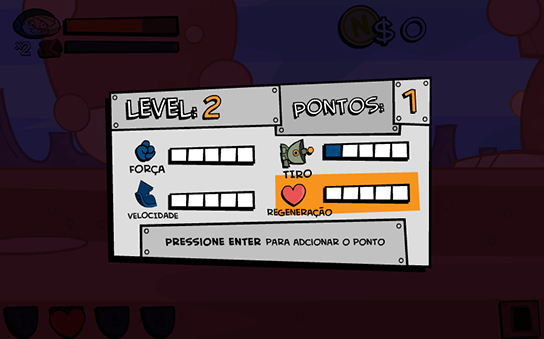 x2
N$ 0
LEVEL: 2
PONTOS: 1
FORÇA
TIRO
VELOCIDADE
REGENERAÇÃO
PRESSIONE ENTER PARA ADCIONAR O PONTO